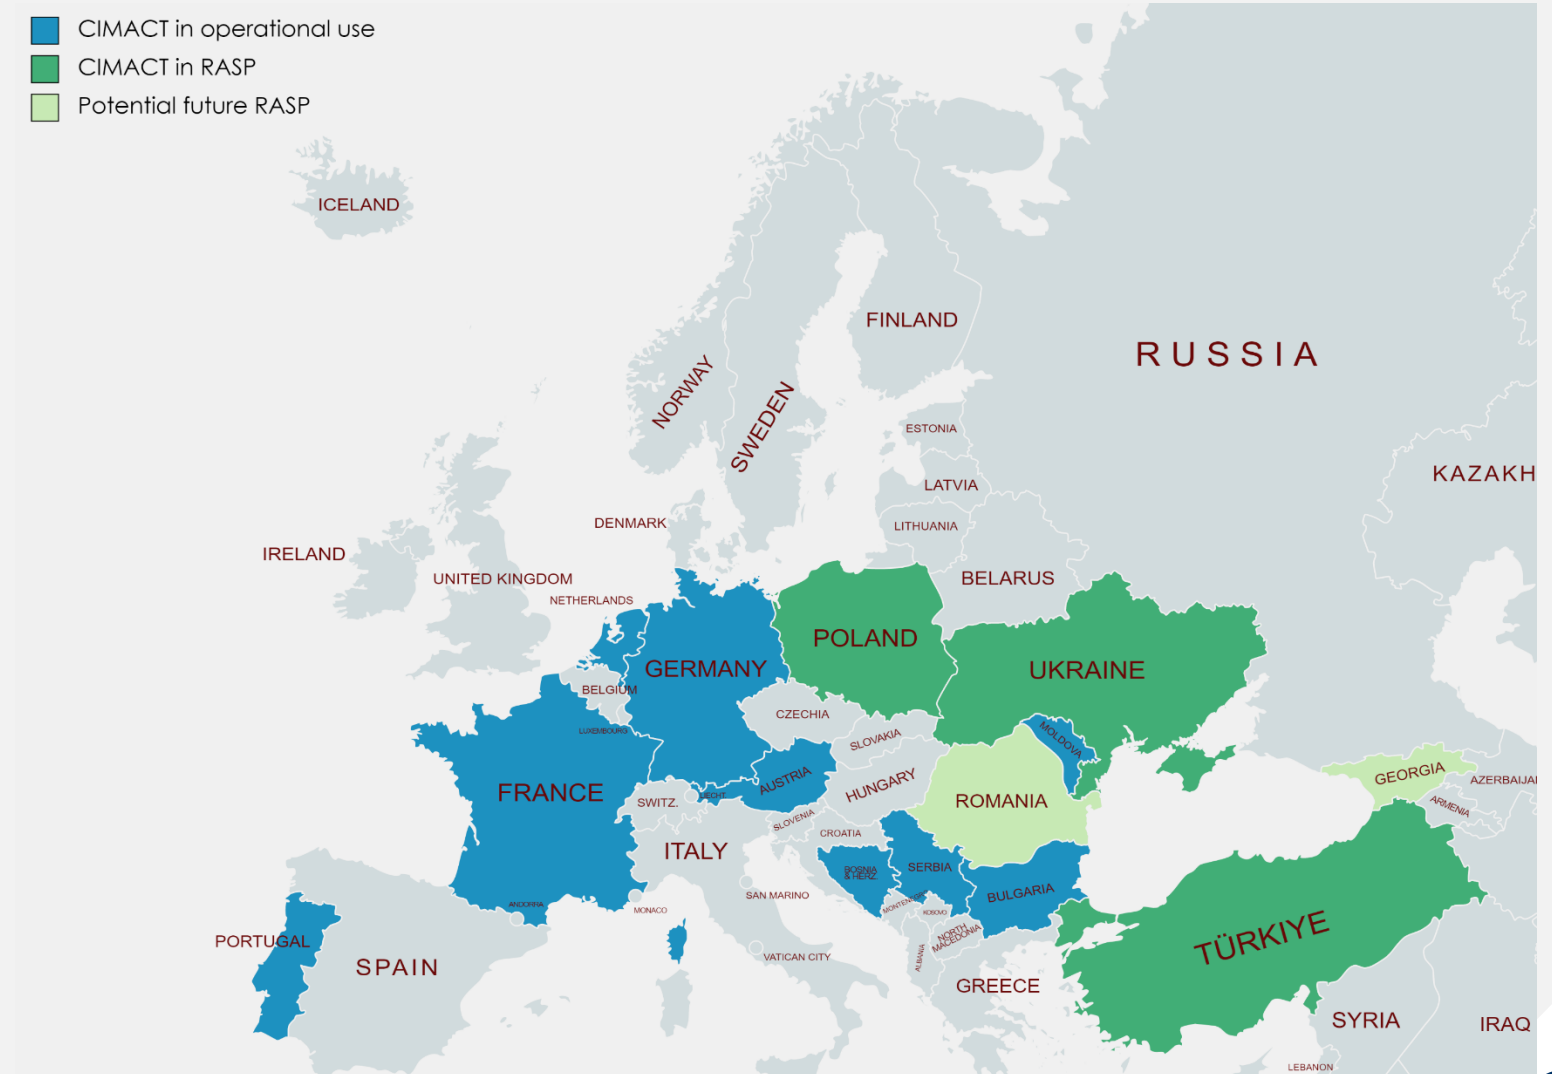 CIMACT in operational use
CIMACT in RASP
Potential future RASP
ICELAND
FINLAND
RUSSIA
NORWAY
SWEDEN
ESTONIA
KAZAKH
LATVIA
DENMARK
LITHUANIA
IRELAND
UNITED KINGDOM
BELARUS
NETHERLANDS
POLAND
GERMANY
UKRAINE
BELGIUM
CZECHIA
LUXEMBOURG
SLOVAKIA
MOLDOVA
FRANCE
LIECHT.
AUSTRIA
HUNGARY
GEORGIA
AZERBAIJAN
SWITZ.
ROMANIA
ARMENIA
SLOVENIA
CROATIA
ITALY
BOSNIA
& HERZ.
SERBIA
BULGARIA
SAN MARINO
ANDORRA
MONACO
MONTENEGRO
KOSOVO
PORTUGAL
NORTH
MACEDONIA
TÜRKIYE
SPAIN
VATICAN CITY
ALBANIA
GREECE
SYRIA
IRAQ
LEBANON